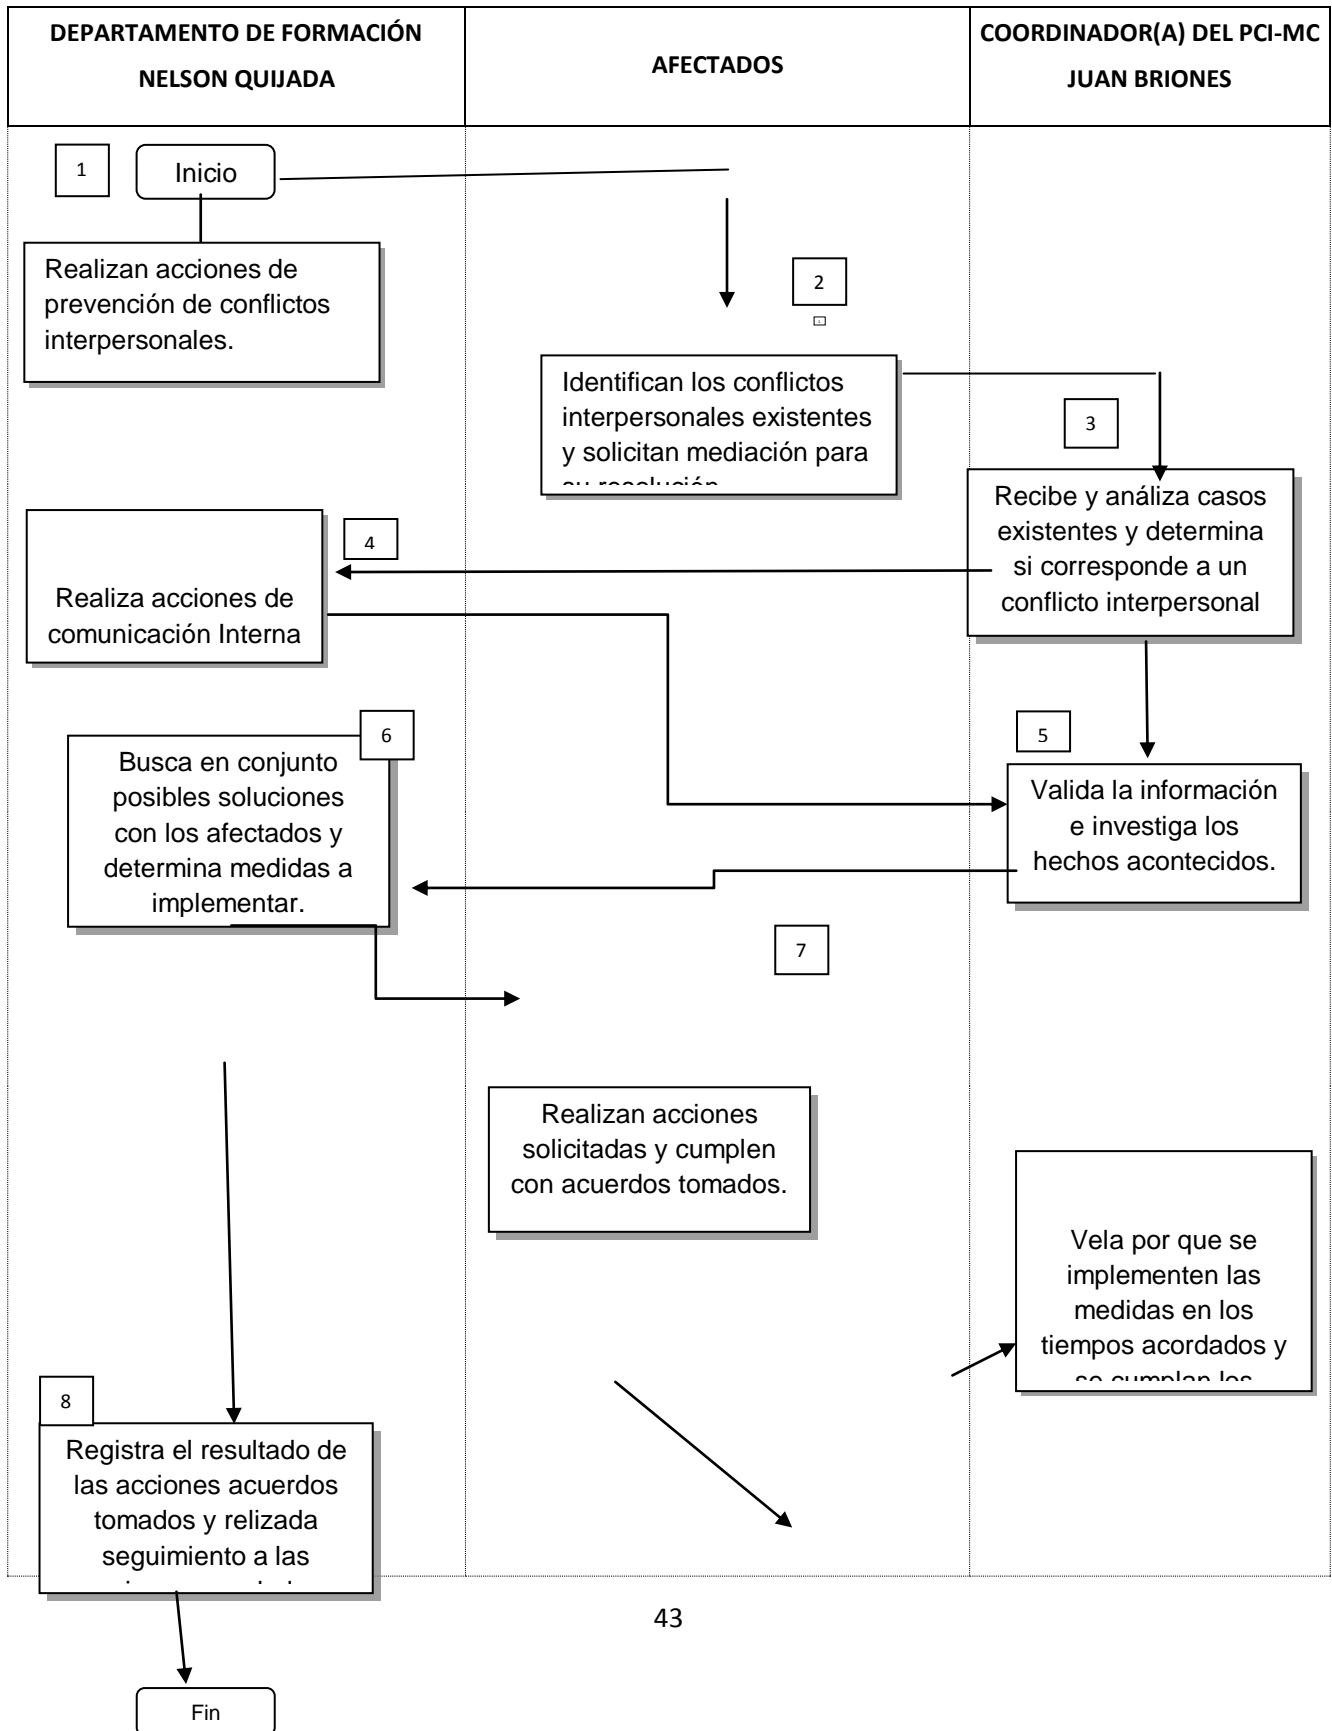 DEPARTAMENTO DE FORMACIÓN
NELSON QUIJADA
AFECTADOS
COORDINADOR(A) DEL PCI-MC
JUAN BRIONES
1
Inicio
Realizan acciones de
prevención de conflictos
interpersonales.
2
Identifican los conflictos
interpersonales existentes
y solicitan mediación para
su resolución
3
Recibe y análiza casos
existentes y determina
si corresponde a un
conflicto interpersonal
4
Realiza acciones de
comunicación Interna
5
Valida la información
e investiga los
hechos acontecidos.
6
Busca en conjunto
posibles soluciones
con los afectados y
determina medidas a
implementar.
7
Realizan acciones
solicitadas y cumplen
con acuerdos tomados.
Vela por que se
implementen las
medidas en los
tiempos acordados y
se cumplan los
8
Registra el resultado de
las acciones acuerdos
tomados y relizada
seguimiento a las
43
Fin